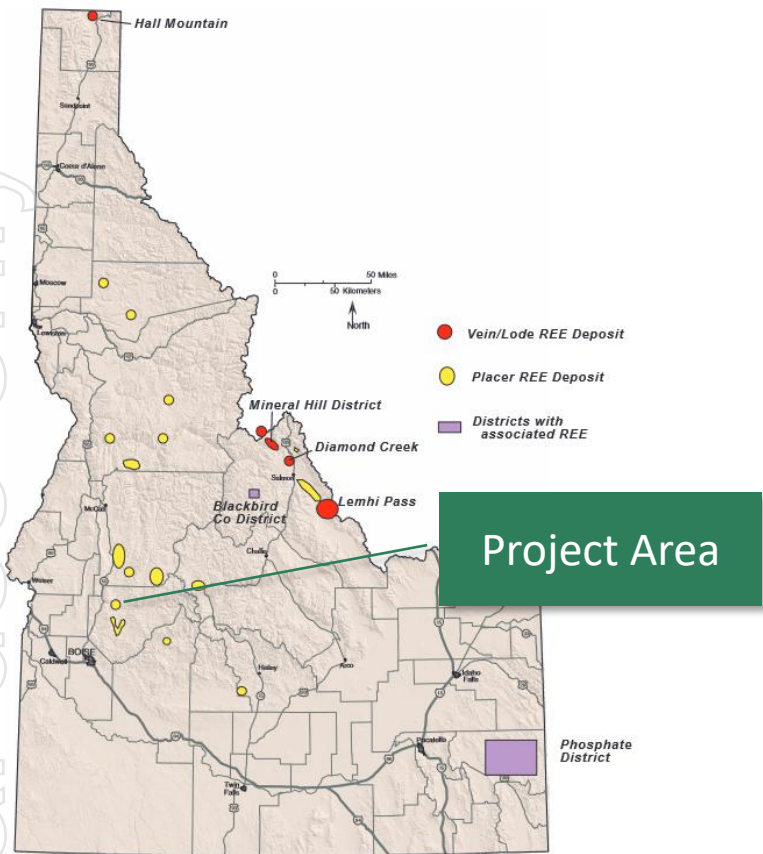 Hall Mountain
Sandpoint
Coeur d'Alene
Moscow
Lewiston
0 50 Miles
0 50 Kilometers
North
Vein/Lode REE Deposit
Placer REE Deposit
Districts with
associated REE
Mineral Hill District
Diamond Creek
Salmon
Lemhi Pass
Blackbird
Co District
McCall
Challis
Project Area
Weiser
BOISE
Caldwell
Hailey
Arco
Idaho
Falls
Pocatello
Phosphate
District
Twin
Falls